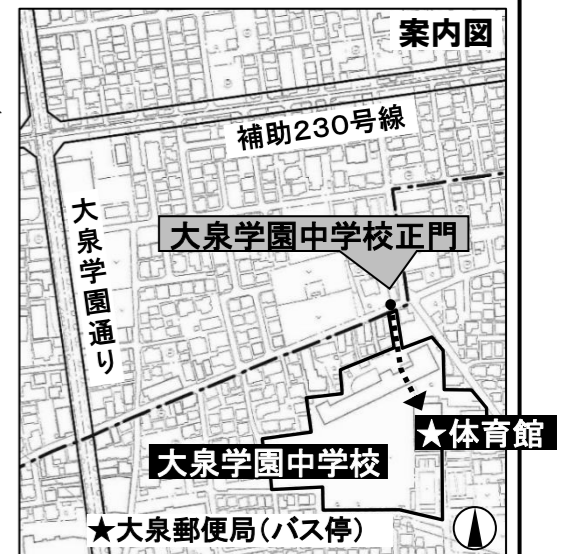 案内図
補助230号線
大泉学園通り
大泉学園中学校正門
★体育館
大泉学園中学校
★大泉郵便局(バス停)